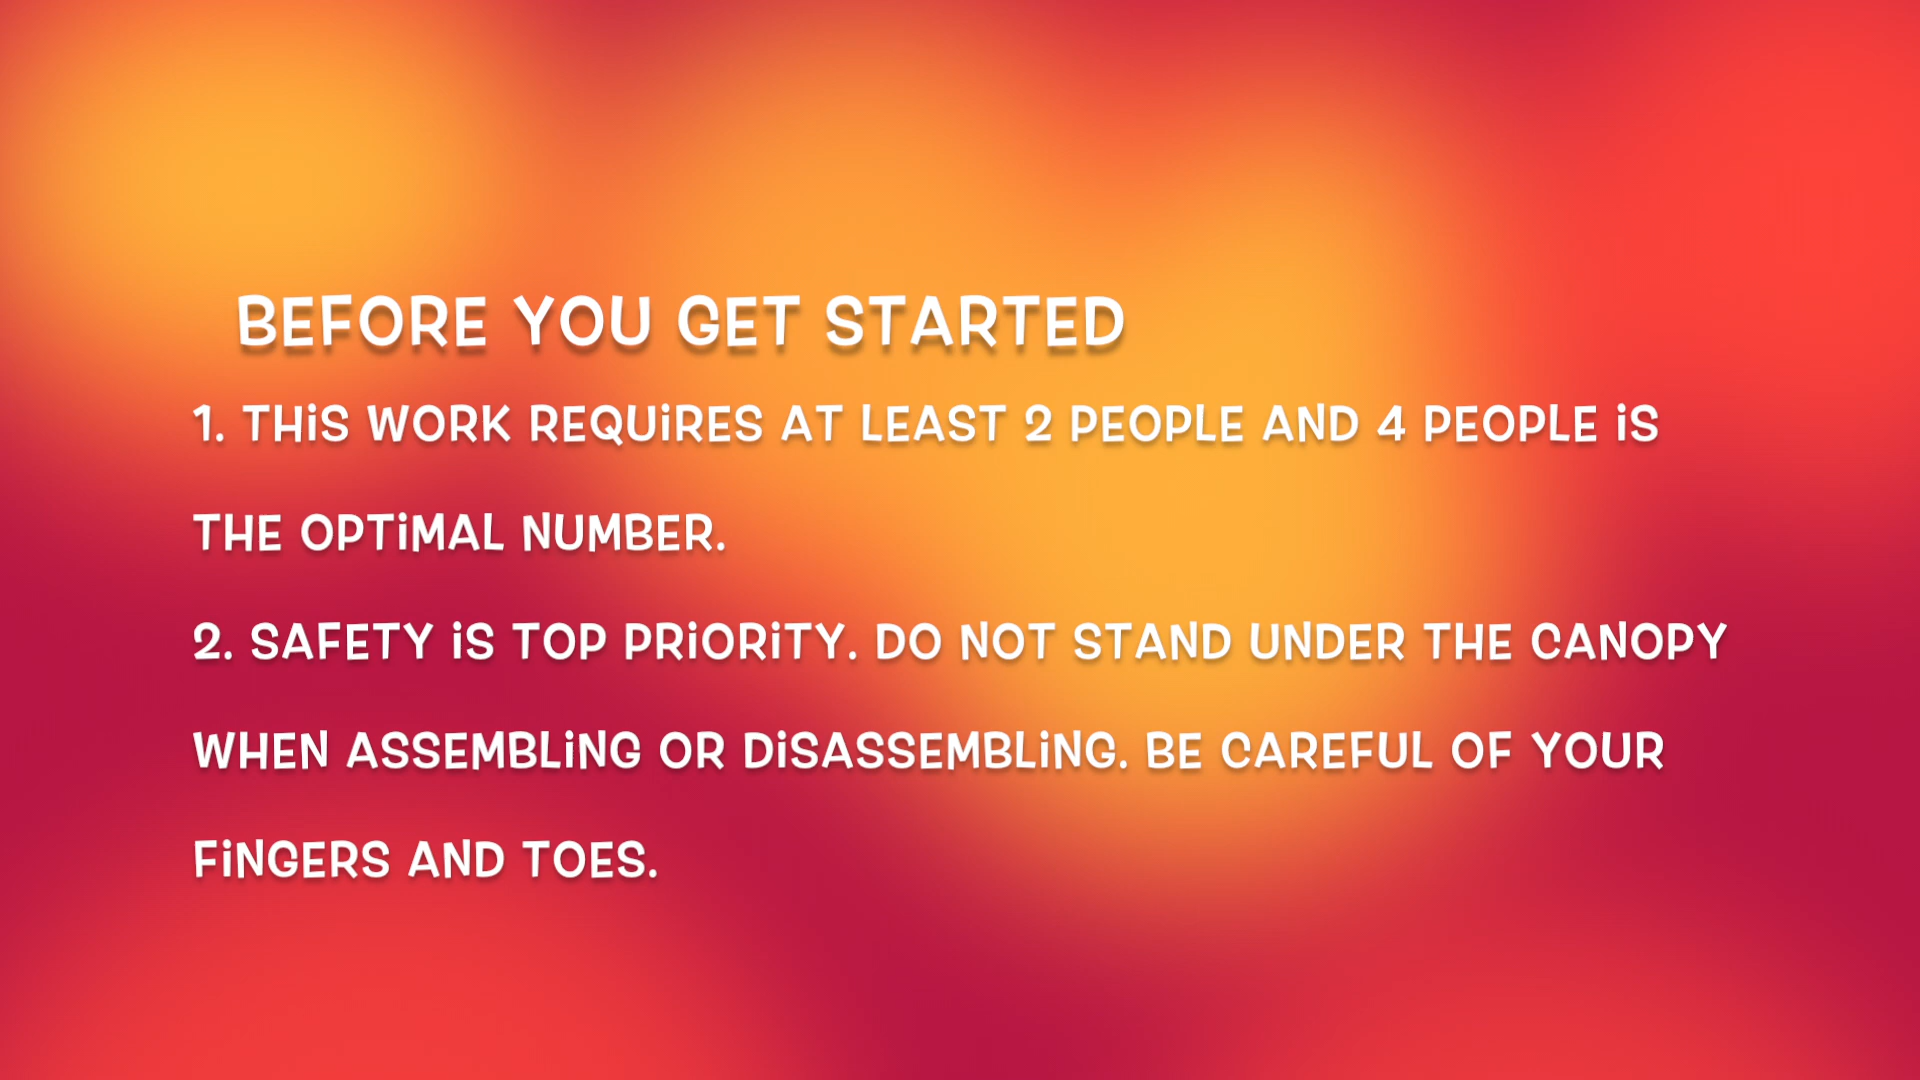 BEFORE YOU GET STARTED
1. THiS WORK REQUiRES AT LEAST 2 PEOPLE AND 4 PEOPLE iS
THE OPTiMAL NUMBER.
2. SAFETY iS TOP PRiORiTY. DO NOT STAND UNDER THE CANOPY
WHEN ASSEMBLiNG OR DiSASSEMBLiNG. BE CAREFUL OF YOUR
FiNGERS AND TOES.